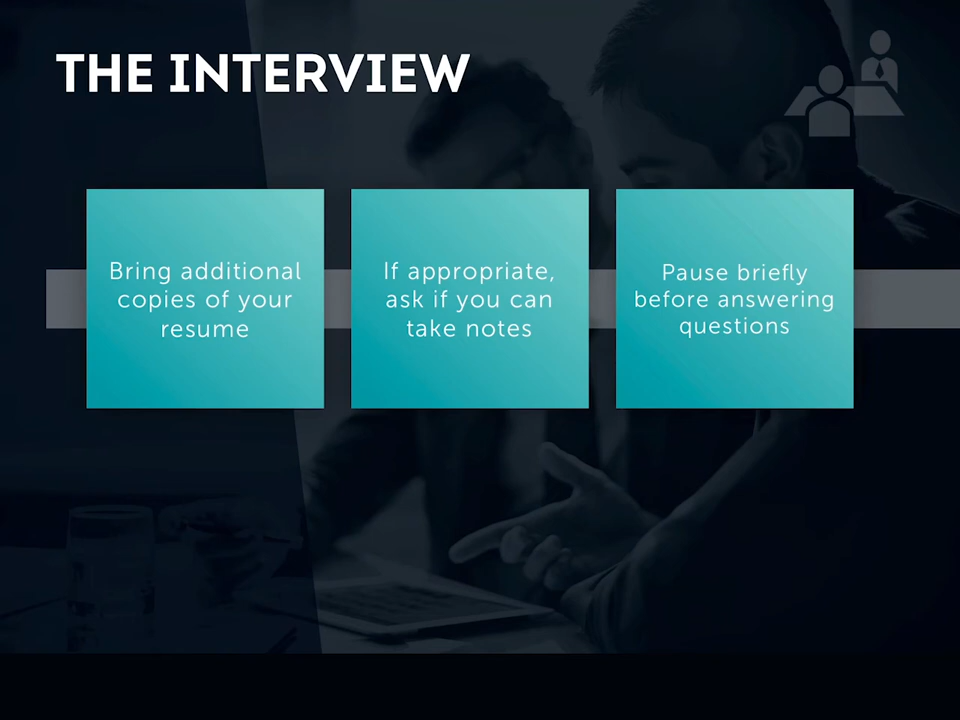 THE INTERVIEW
Bring additional
copies of your
resume
If appropriate,
ask if you can
take notes
Pause briefly
before answering
questions